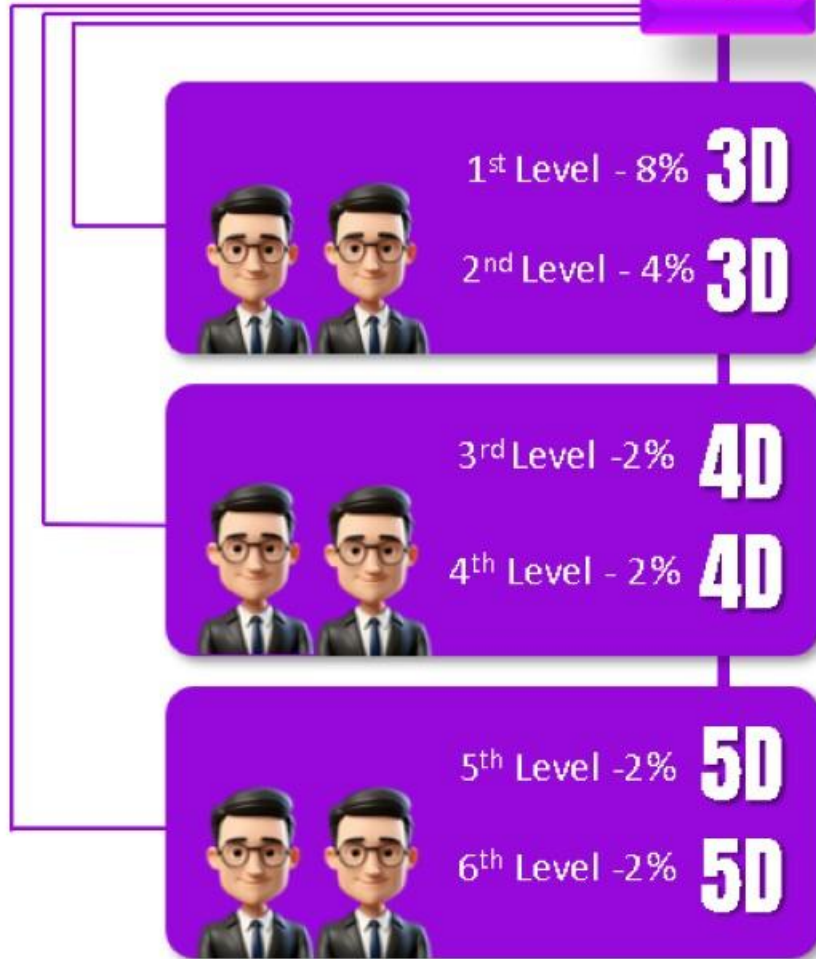 1st Level - 8% 3D
2nd Level - 4% 3D
3rd Level -2% 4D
4th Level - 2% 4D
5th Level -2% 5D
6th Level -2% 5D